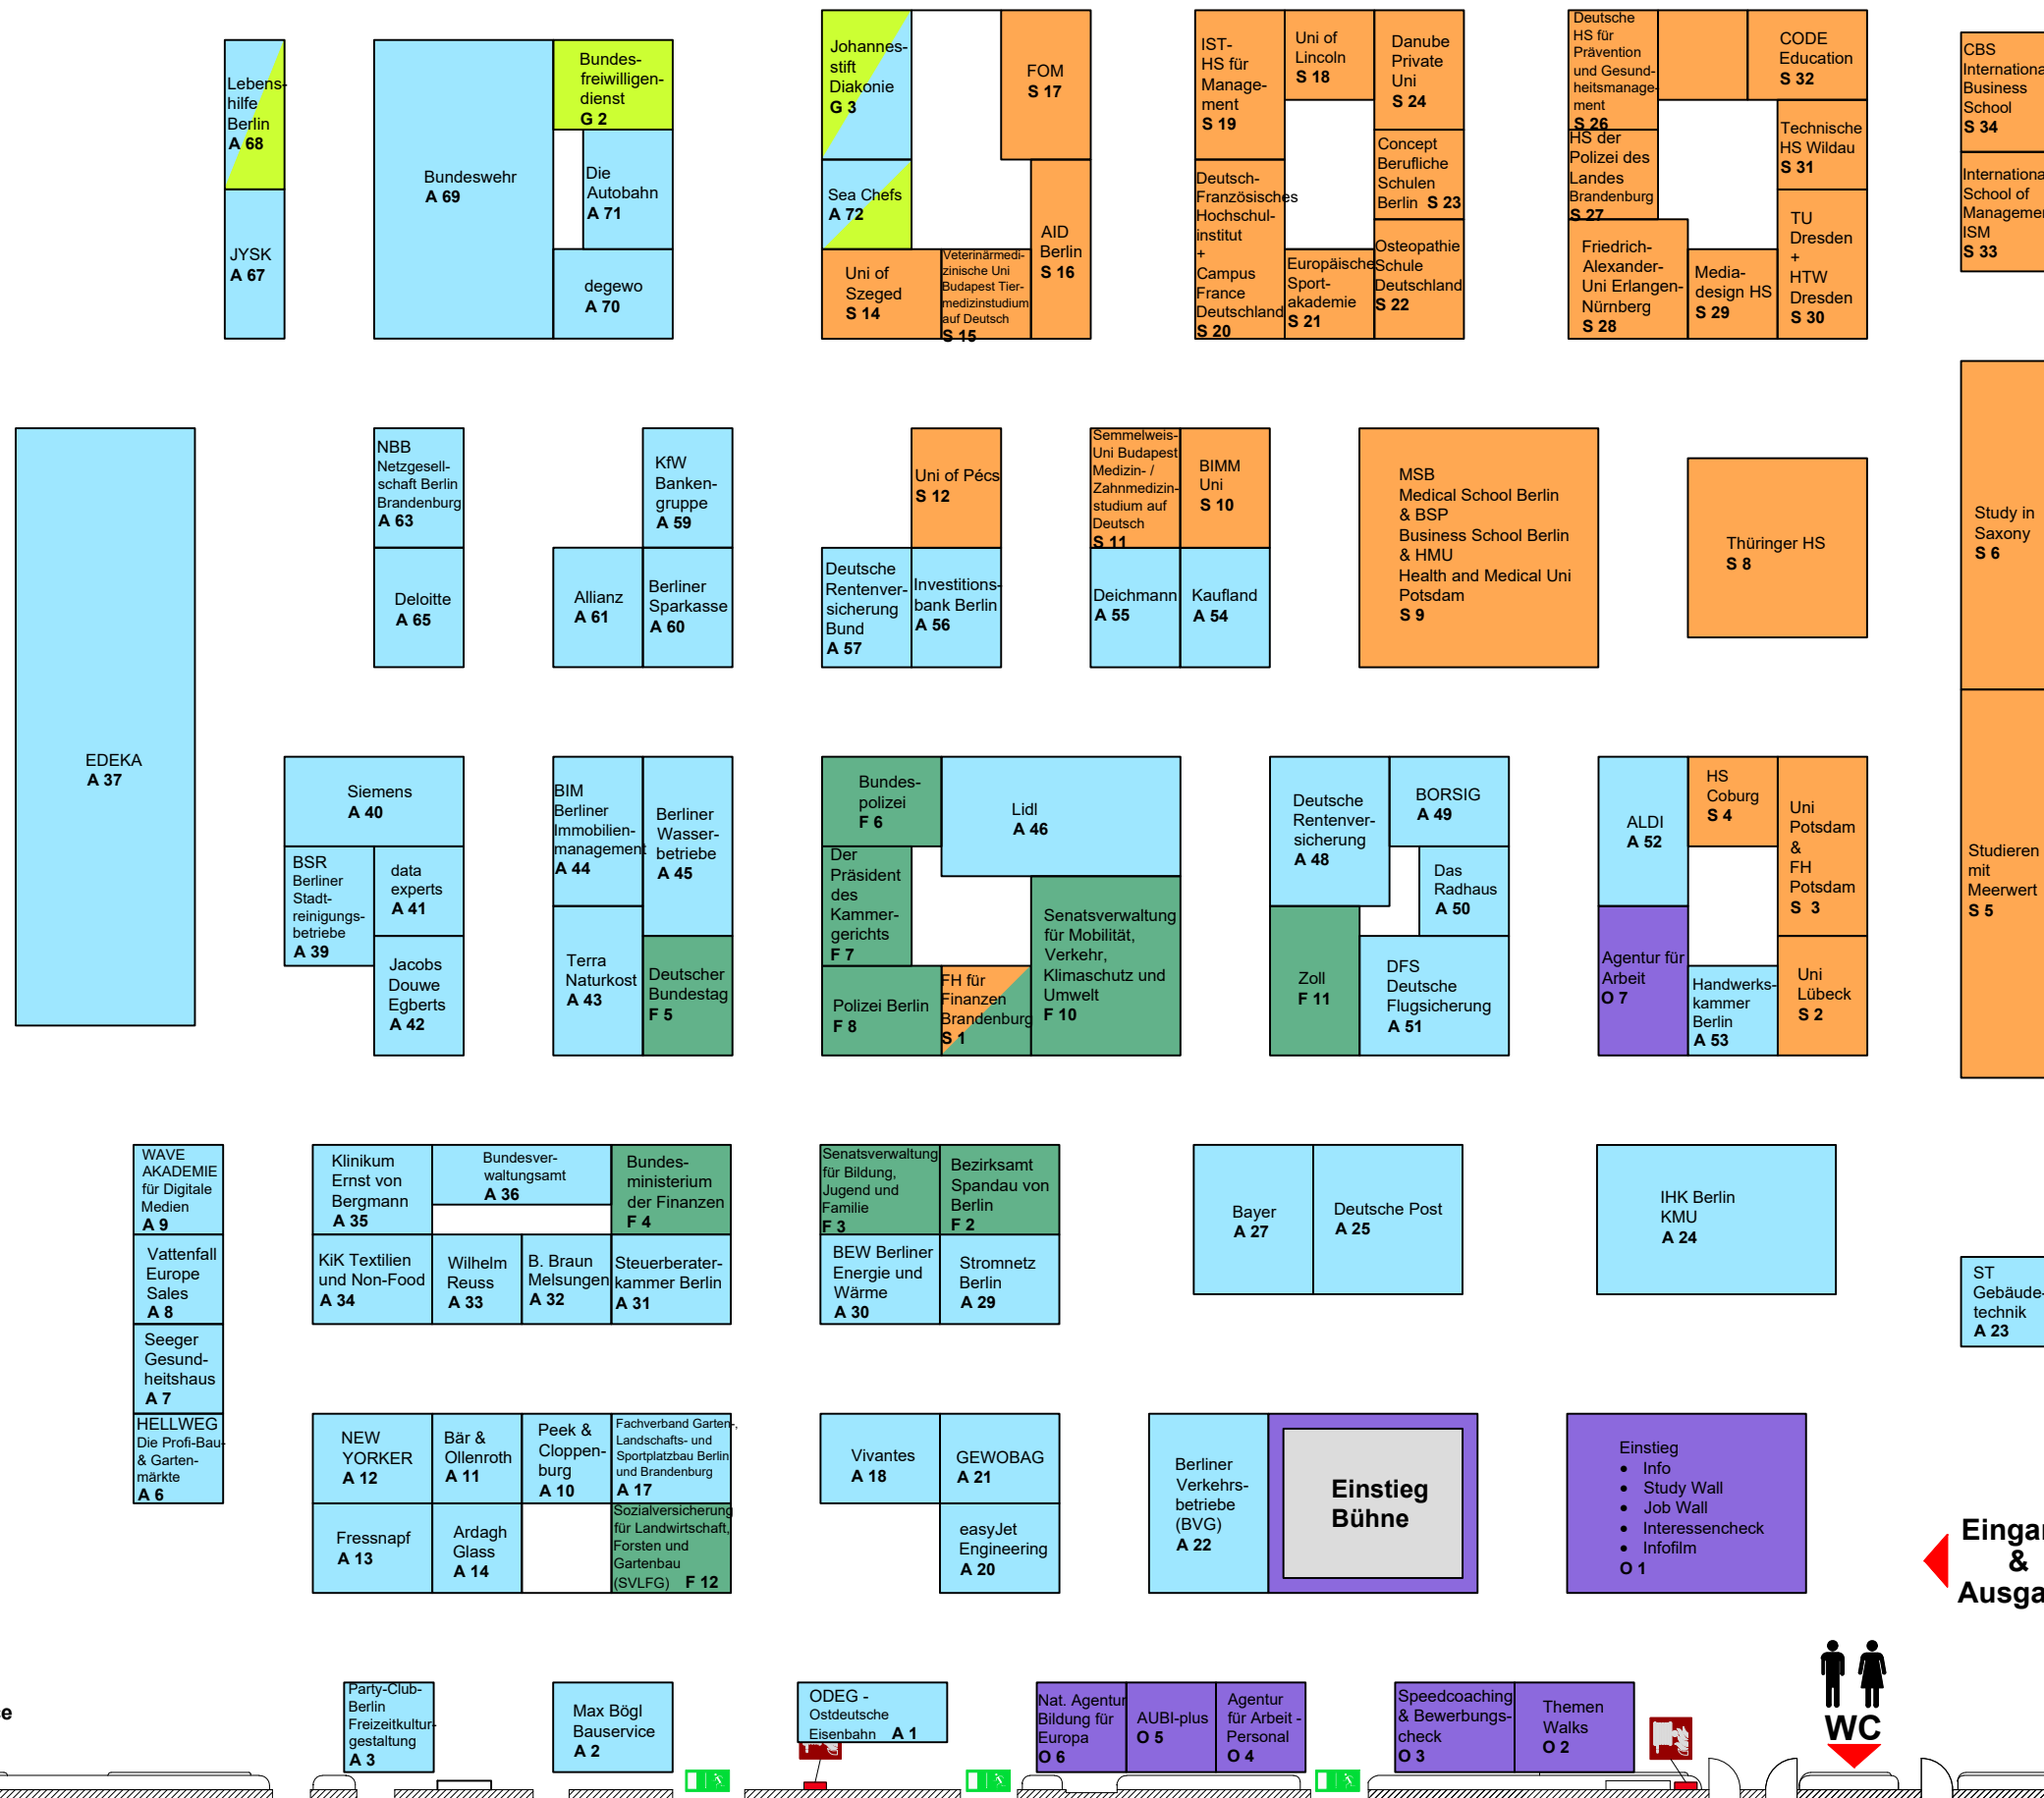 Lebens-
hilfe
Berlin
A 68
JYSK
A 67
Bundeswehr
A 69
Bundes-
freiwilligen-
dienst
G 2
Die
Autobahn
A 71
degewo
A 70
Johannes-
stift
Diakonie
G 3
Sea Chefs
A 72
Uni of
Szeged
S 14
Veterinärmedi-
zinische Uni
Budapest Tier-
medizinstudium
auf Deutsch
S 15
FOM
S 17
AID
Berlin
S 16
IST-
HS für
Manage-
ment
S 19
Uni of
Lincoln
S 18
Danube
Private
Uni
S 24
Concept
Berufliche
Schulen
Berlin S 23
Deutsch-
Französisches
Hochschul-
institut
+
Campus
France
Deutschland
S 20
Europäische
Sport-
akademie
S 21
Osteopathie
Schule
Deutschland
S 22
Deutsche
HS für
Prävention
und Gesund-
heitsmanage-
ment
S 26
HS der
Polizei des
Landes
Brandenburg
S 27
Friedrich-
Alexander-
Uni Erlangen-
Nürnberg
S 28
Media-
design HS
S 29
CODE
Education
S 32
Technische
HS Wildau
S 31
TU
Dresden
+
HTW
Dresden
S 30
CBS
Internationa
Business
School
S 34
Internationa
School of
Managemen
ISM
S 33
EDEKA
A 37
NBB
Netzgesell-
schaft Berlin
Brandenburg
A 63
Deloitte
A 65
KfW
Banken-
gruppe
A 59
Allianz
A 61
Berliner
Sparkasse
A 60
Uni of Pécs
S 12
Deutsche
Rentenver-
sicherung
Bund
A 57
Investitions-
bank Berlin
A 56
Semmelweis-
Uni Budapest
Medizin- /
Zahnmedizin-
studium auf
Deutsch
S 11
BIMM
Uni
S 10
Deichmann
A 55
Kaufland
A 54
MSB
Medical School Berlin
& BSP
Business School Berlin
& HMU
Health and Medical Uni
Potsdam
S 9
Thüringer HS
S 8
Study in
Saxony
S 6
Studieren
mit
Meerwert
S 5
Siemens
A 40
BSR
Berliner
Stadt-
reinigungs-
betriebe
A 39
data
experts
A 41
Jacobs
Douwe
Egberts
A 42
BIM
Berliner
Immobilien-
management
A 44
Berliner
Wasser-
betriebe
A 45
Terra
Naturkost
A 43
Deutscher
Bundestag
F 5
Bundes-
polizei
F 6
Lidl
A 46
Der
Präsident
des
Kammer-
gerichts
F 7
Polizei Berlin
F 8
FH für
Finanzen
Brandenburg
S 1
Senatsverwaltung
für Mobilität,
Verkehr,
Klimaschutz und
Umwelt
F 10
Deutsche
Rentenver-
sicherung
A 48
BORSIG
A 49
Das
Radhaus
A 50
Zoll
F 11
DFS
Deutsche
Flugsicherung
A 51
ALDI
A 52
HS
Coburg
S 4
Uni
Potsdam
&
FH
Potsdam
S 3
Agentur für
Arbeit
O 7
Handwerks-
kammer
Berlin
A 53
Uni
Lübeck
S 2
WAVE
AKADEMIE
für Digitale
Medien
A 9
Vattenfall
Europe
Sales
A 8
Seeger
Gesund-
heitshaus
A 7
HELLWEG
Die Profi-Bau-
& Garten-
märkte
A 6
Klinikum
Ernst von
Bergmann
A 35
Bundesver-
waltungsamt
A 36
Bundes-
ministerium
der Finanzen
F 4
KiK Textilien
und Non-Food
A 34
Wilhelm
Reuss
A 33
B. Braun
Melsungen
A 32
Steuerberater-
kammer Berlin
A 31
Senatsverwaltung
für Bildung,
Jugend und
Familie
F 3
Bezirksamt
Spandau von
Berlin
F 2
BEW Berliner
Energie und
Wärme
A 30
Stromnetz
Berlin
A 29
Bayer
A 27
Deutsche Post
A 25
IHK Berlin
KMU
A 24
ST
Gebäude-
technik
A 23
NEW
YORKER
A 12
Bär &
Ollenroth
A 11
Peek &
Cloppen-
burg
A 10
Fachverband Garten-,
Landschafts- und
Sportplatzbau Berlin
und Brandenburg
A 17
Fressnapf
A 13
Ardagh
Glass
A 14
Sozialversicherung
für Landwirtschaft,
Forsten und
Gartenbau
(SVLFG) F 12
Vivantes
A 18
GEWOBAG
A 21
easyJet
Engineering
A 20
Berliner
Verkehrs-
betriebe
(BVG)
A 22
Einstieg
Bühne
Einstieg
• Info
• Study Wall
• Job Wall
• Interessencheck
• Infofilm
O 1
Eingan
&
Ausga
WC
e
Party-Club-
Berlin
Freizeitkultur-
gestaltung
A 3
Max Bögl
Bauservice
A 2
ODEG -
Ostdeutsche
Eisenbahn A 1
Nat. Agentur
Bildung für
Europa
O 6
AUBI-plus
O 5
Agentur
für Arbeit -
Personal
O 4
Speedcoaching
& Bewerbungs-
check
O 3
Themen
Walks
O 2